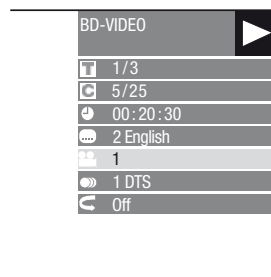 BD-VIDEO
T 1/3
C 5/25
00:20:30
2 English
1
1 DTS
Off